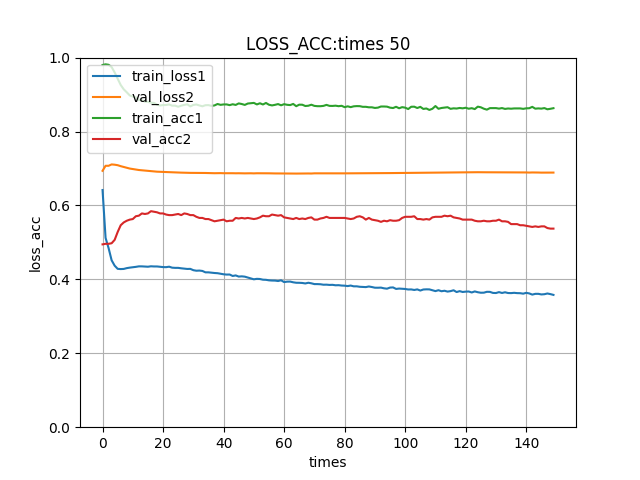 LOSS_ACC:times 50
1.0
0.8
0.6
0.4
0.2
0.0
loss_acc
train_loss1
val_loss2
train_acc1
val_acc2
0 20 40 60 80 100 120 140
times